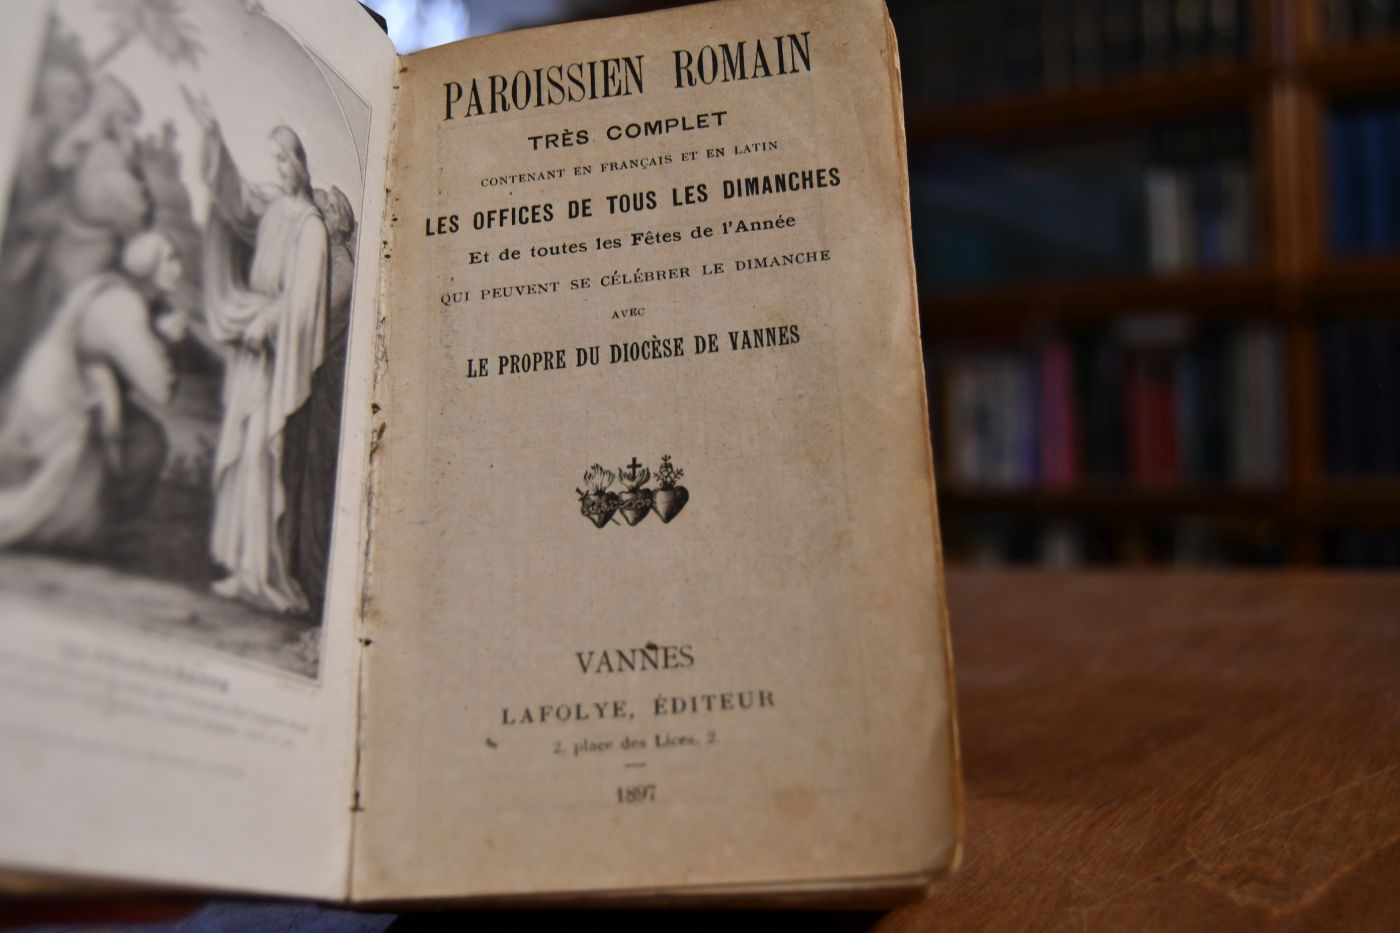 PAROISSIEN ROMAIN
TRÈS COMPLET
CONTENANT EN FRANÇAIS ET EN LATIN
LES OFFICES DE TOUS LES DIMANCHES
Et de toutes les Fêtes de l'Année
QUI PEUVENT SE CÉLÉBRER LE DIMANCHE
AVEC
LE PROPRE DU DIOCÈSE DE VANNES
VANNES
LAFOLYE, ÉDITEUR
2, place des Lices, 2
1897